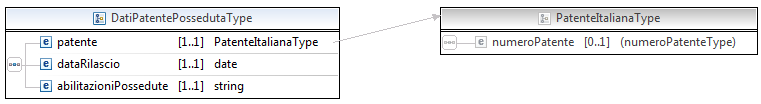 DatiPatentePossedutaType
patente [1..1] PatenteItalianaType
dataRilascio [1..1] date
abilitazioniPossedute [1..1] string
PatenteItalianaType
numeroPatente [0..1] (numeroPatenteType)